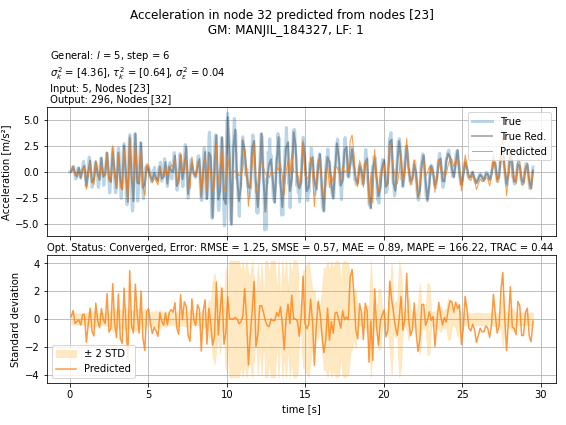 Acceleration in node 32 predicted from nodes [23]
GM: MANJIL_184327, LF: 1
General: l = 5, step = 6
σ²ₖ = [4.36], τ²ₖ = [0.64], σ²ε = 0.04
Input: 5, Nodes [23]
Output: 296, Nodes [32]
Acceleration [m/s²]
5.0
2.5
0.0
−2.5
−5.0
True
True Red.
Predicted
Opt. Status: Converged, Error: RMSE = 1.25, SMSE = 0.57, MAE = 0.89, MAPE = 166.22, TRAC = 0.44
Standard deviation
4
2
0
−2
−4
± 2 STD
Predicted
0 5 10 15 20 25 30
time [s]